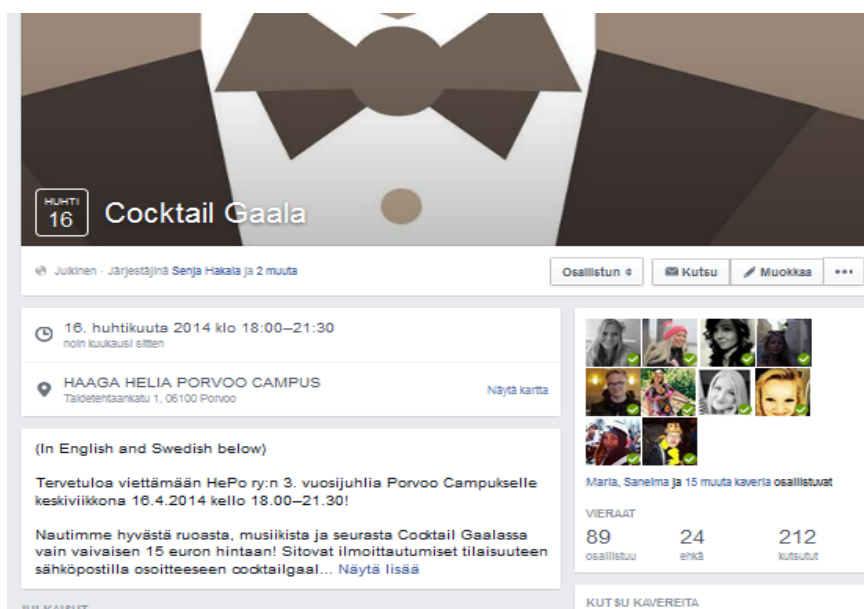 HUHTI
16
Cocktail Gaala
Julkinen · Järjestäjinä Senja Hakala ja 2 muuta
Osallistun
Kutsu
Muokkaa
16. huhtikuuta 2014 klo 18:00–21:30
noin kuukausi sitten
HAAGA HELIA PORVOO CAMPUS
Taidetehtaankatu 1, 06100 Porvoo
Näytä kartta
(In English and Swedish below)
Tervetuloa viettämään HePo ry:n 3. vuosijuhlia Porvoo Campukselle
keskiviikkona 16.4.2014 kello 18.00–21.30!
Nautimme hyvästä ruoasta, musiikista ja seurasta Cocktail Gaalassa
vain vaivaisen 15 euron hintaan! Sitovat ilmoittautumiset tilaisuuteen
sähköpostilla osoitteeseen cocktailgaal... Näytä lisää
JULKAISUT
Maria, Sanelma ja 15 muuta kaveria osallistuvat
VIERAAT
89
osallistuu
24
ehkä
212
kutsutut
KUTSU KAVEREITA